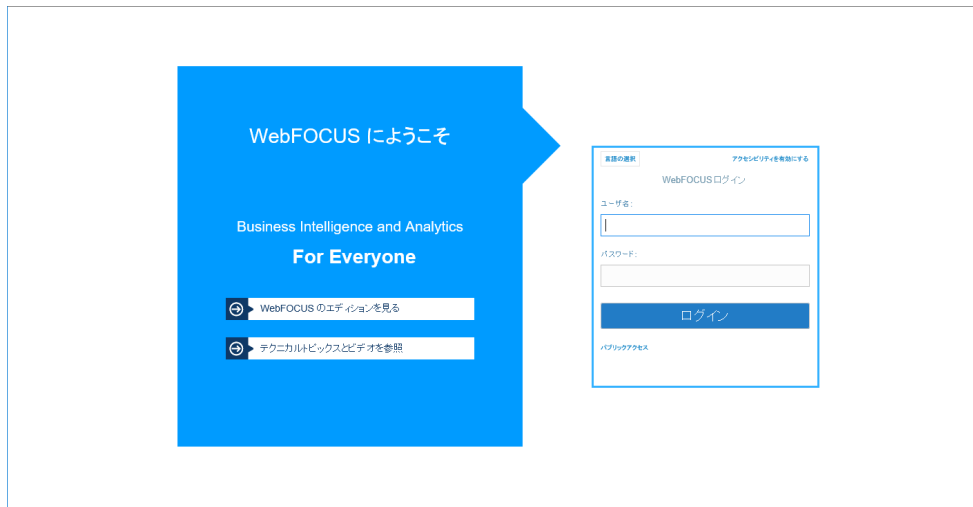 WebFOCUS にようこそ
Business Intelligence and Analytics
For Everyone
WebFOCUS のエディションを見る
テクニカルトピックスとビデオを参照
言語の選択
アクセシビリティを有効にする
WebFOCUS ログイン
ユーザ名:
パスワード:
ログイン
パブリックアクセス